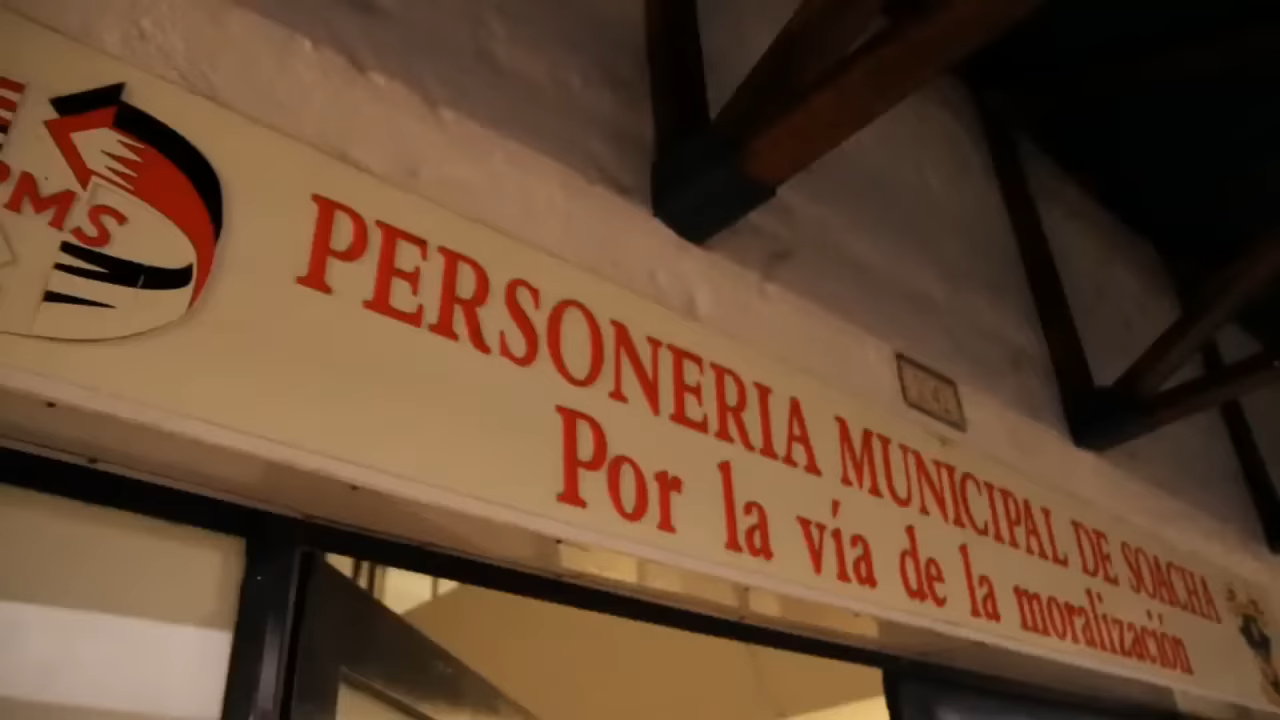 PMS
PERSONERIA MUNICIPAL DE SOACHA
Por la vía de la moralización